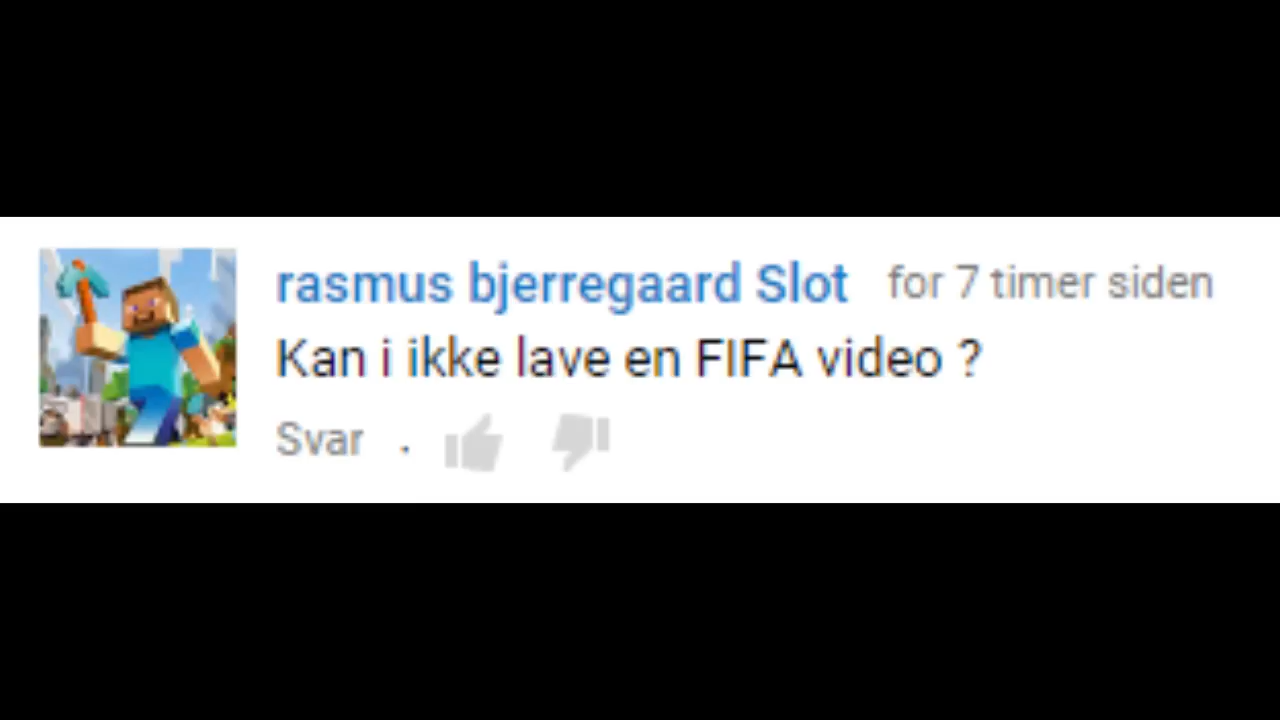 rasmus bjerregaard Slot for 7 timer siden
Kan i ikke lave en FIFA video ?
Svar .